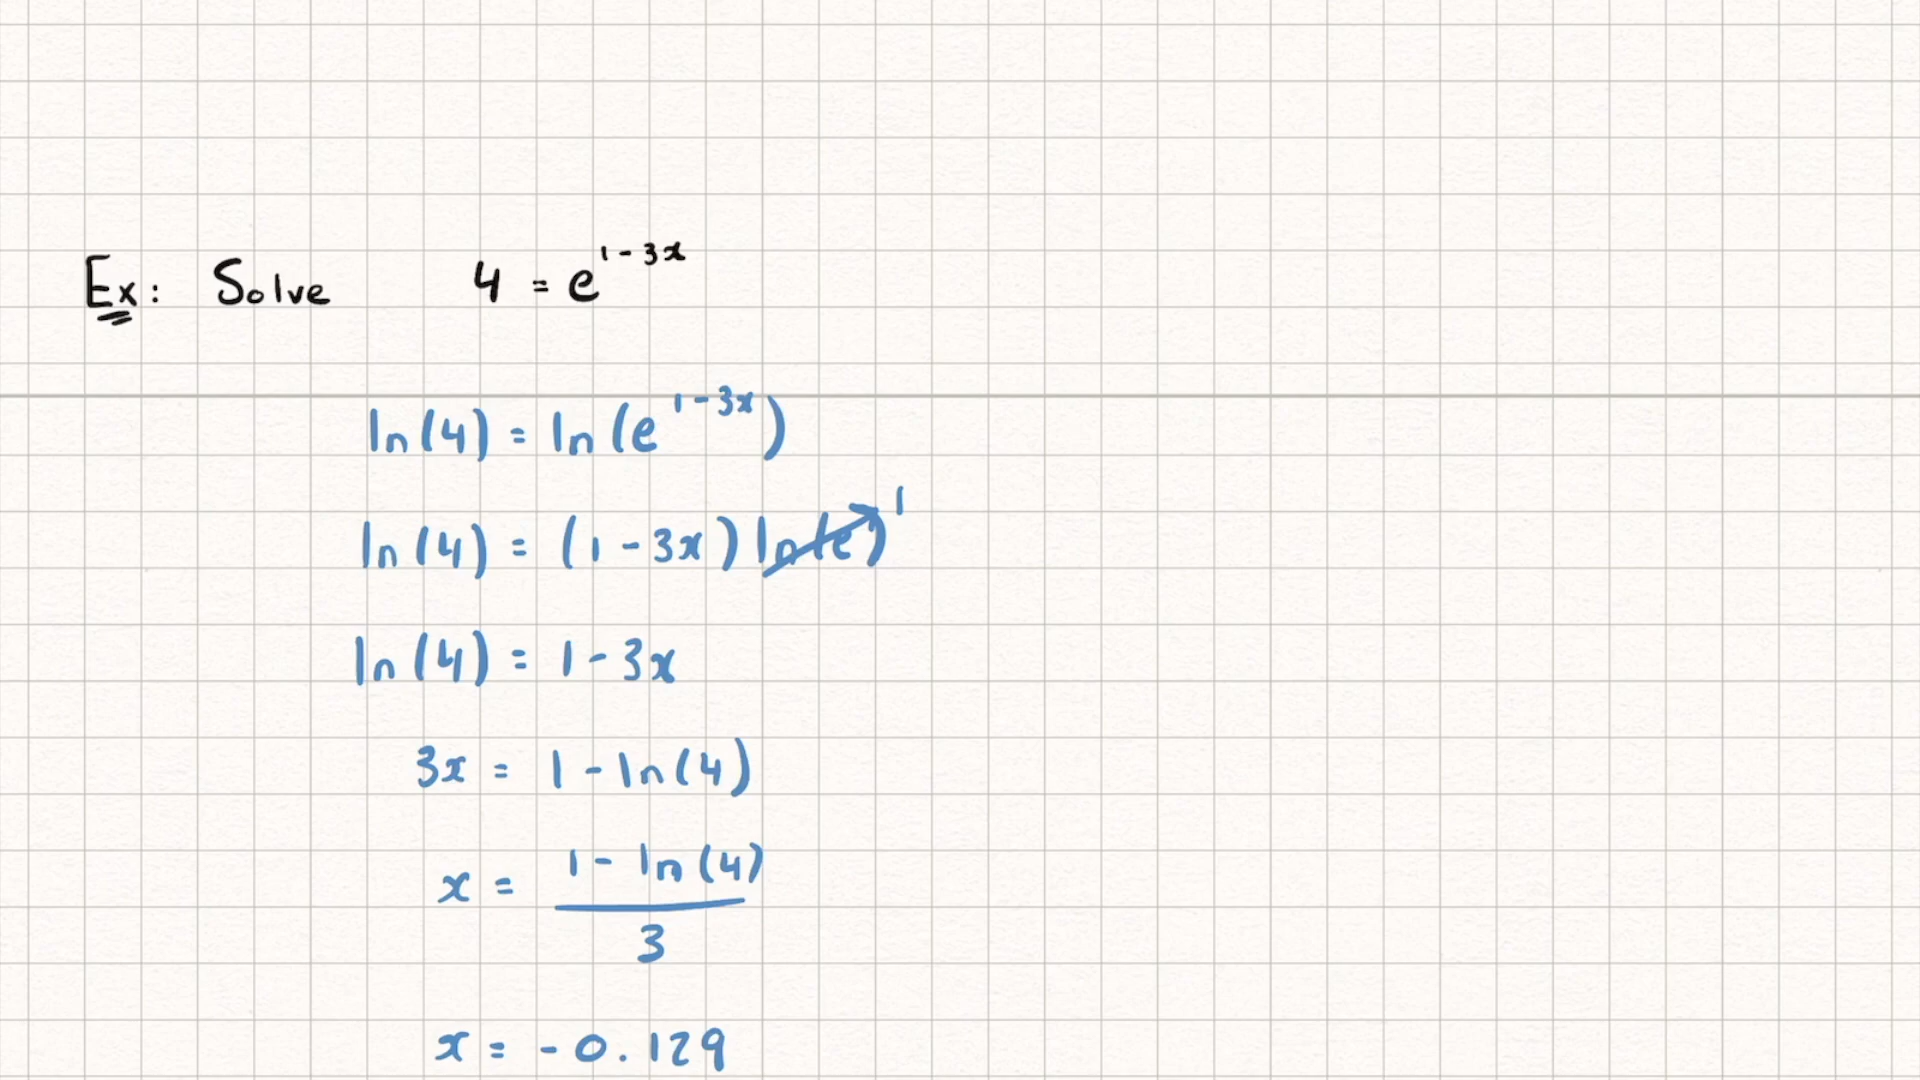 Ex: Solve 4 = e^{1-3x}
ln(4) = ln(e^{1-3x})
ln(4) = (1-3x) ln(e) 1
ln(4) = 1-3x
3x = 1-ln(4)
x = \frac{1-ln(4)}{3}
x = -0.129